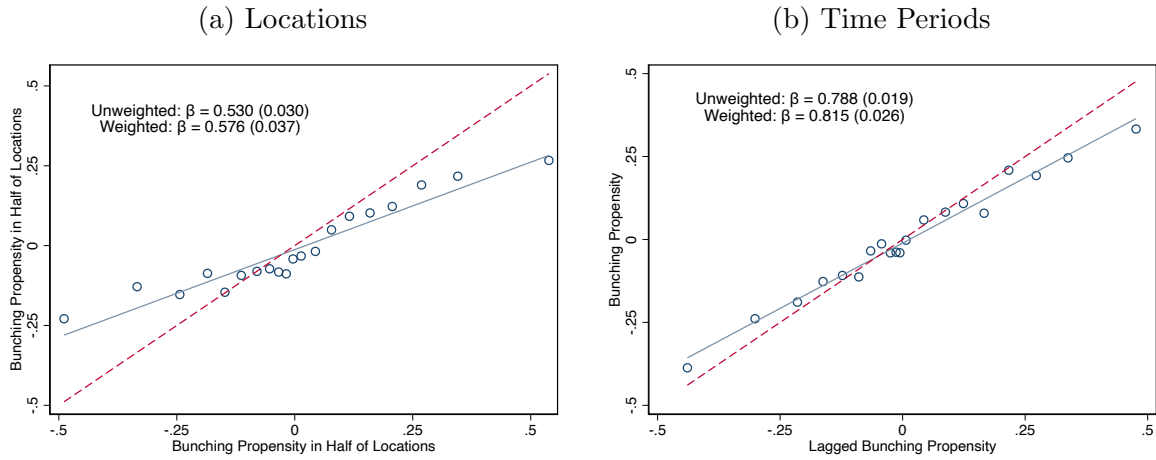 (a) Locations
Unweighted: β = 0.530 (0.030)
Weighted: β = 0.576 (0.037)
Bunching Propensity in Half of Locations
.5
.25
0
-.25
-.5
-.5
-.25
0
.25
.5
Bunching Propensity in Half of Locations
(b) Time Periods
Unweighted: β = 0.788 (0.019)
Weighted: β = 0.815 (0.026)
Bunching Propensity
.5
.25
0
-.25
-.5
-.5
-.25
0
.25
.5
Lagged Bunching Propensity